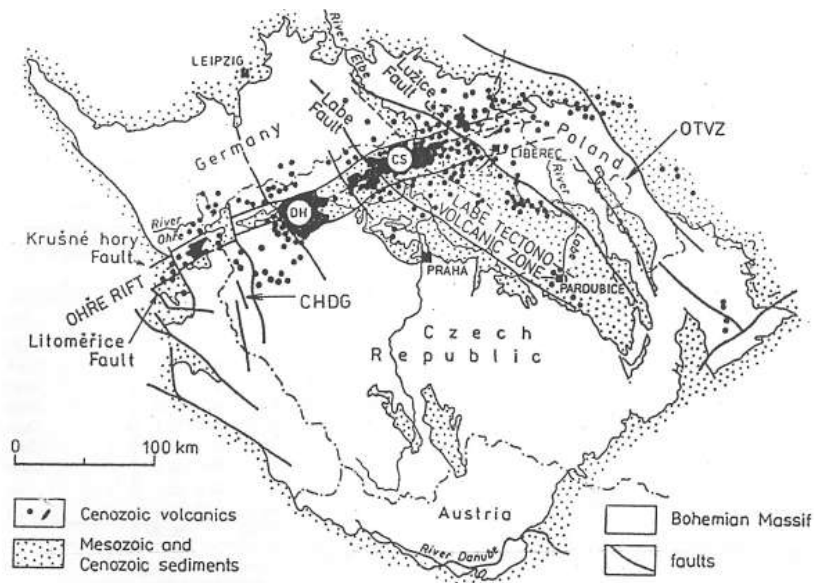 LEIPZIG
River
Elbe
Lužice
Fault
Labe
Fault
Germany
Poland
OTVZ
CS
LIBEREC
River
Labe
DH
River
Ohře
Krušné hory
Fault
LABE TECTONO
VOLCANIC ZONE
PRAHA
PARDUBICE
OHŘE RIFT
CHDG
Litoměřice
Fault
Czech
Republic
0
100 km
Austria
River Danube
Cenozoic volcanics
Mesozoic and
Cenozoic sediments
Bohemian Massif
faults